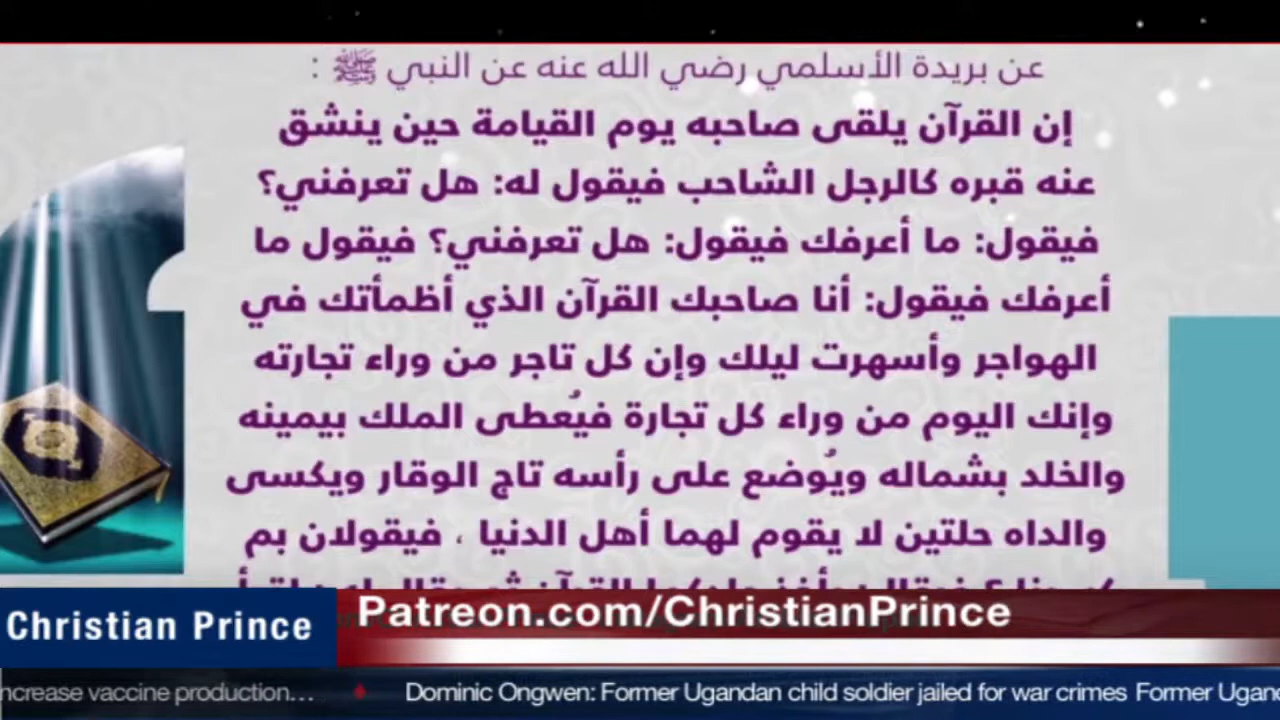 عن بريدة الأسلمي رضي الله عنه عن النبي ﷺ :
إن القرآن يلقى صاحبه يوم القيامة حين ينشق
عنه قبره كالرجل الشاحب فيقول له: هل تعرفني؟
فيقول: ما أعرفك فيقول: هل تعرفني؟ فيقول ما
أعرفك فيقول: أنا صاحبك القرآن الذي أظمأتك في
الهواجر وأسهرت ليلك وإن كل تاجر من وراء تجارته
وإنك اليوم من وراء كل تجارة فيُعطى الملك بيمينه
والخلد بشماله ويُوضع على رأسه تاج الوقار ويكسى
والداه حلتين لا يقوم لهما أهل الدنيا ، فيقولان بم
Christian Prince
Patreon.com/ChristianPrince
ncrease vaccine production... ♦ Dominic Ongwen: Former Ugandan child soldier jailed for war crimes Former Ugan